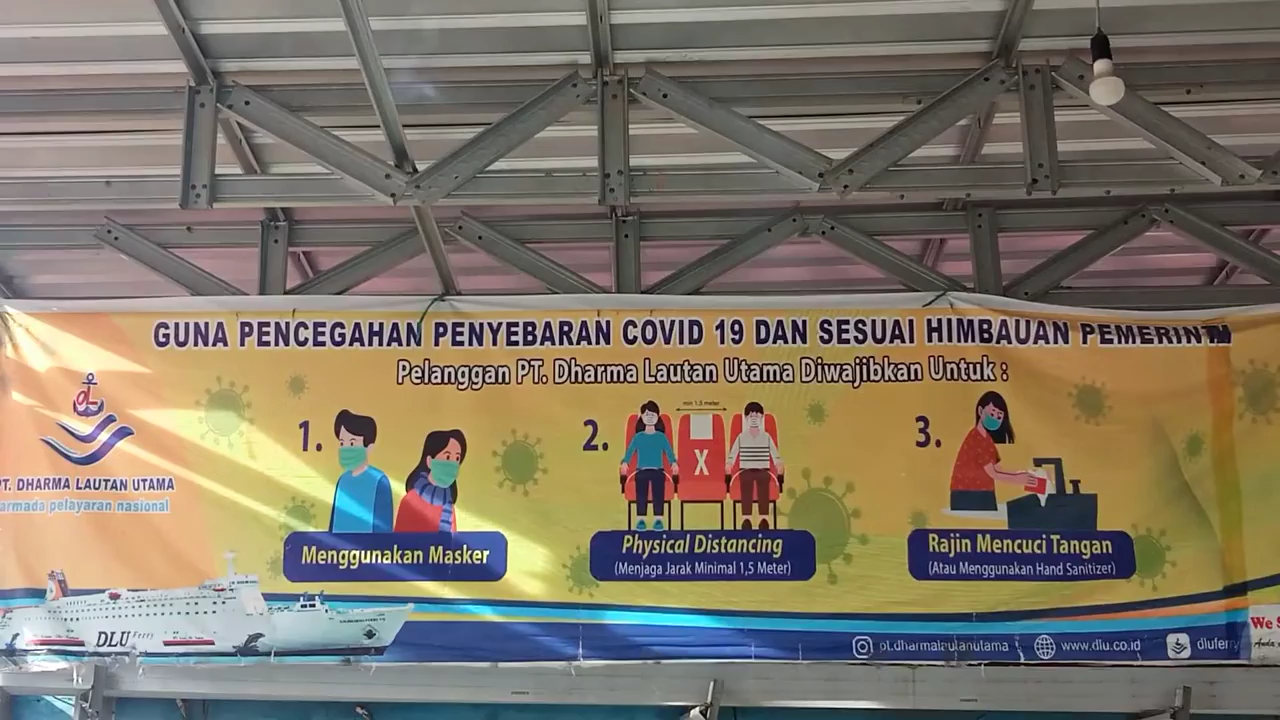 GUNA PENCEGAHAN PENYEBARAN COVID 19 DAN SESUAI HIMBAUAN
Pelanggan PT. Dharma Lautan Utama Diwajibkan Untuk :
PT. DHARMA LAUTAN UTAMA
armada pelayaran nasional
1.
Menggunakan Masker
2.
min 1,5 meter
X
Physical Distancing
(Menjaga Jarak Minimal 1,5 Meter)
3.
Rajin Mencuci Tangan
(Atau Menggunakan Hand Sanitizer)
DLU Ferry
pt.dharmalautanutama
www.dlu.co.id
dluferry
We